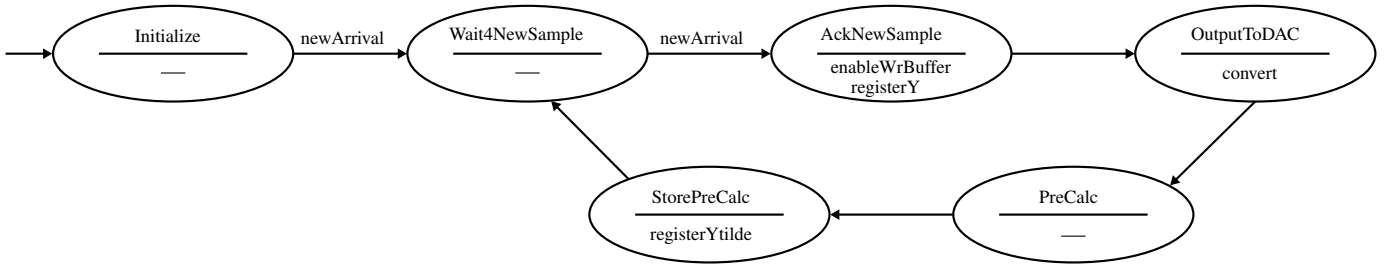 Initialize
—
newArrival
Wait4NewSample
—
newArrival
AckNewSample
enableWrBuffer
registerY
OutputToDAC
convert
StorePreCalc
registerYtilde
PreCalc
—